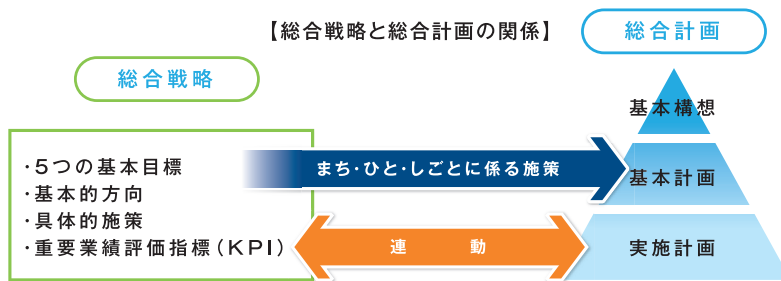 【総合戦略と総合計画の関係】
総合計画
総合戦略
基本構想
・5つの基本目標
・基本的方向
・具体的施策
・重要業績評価指標(KPI)
まち・ひと・しごとに係る施策
基本計画
連動
実施計画